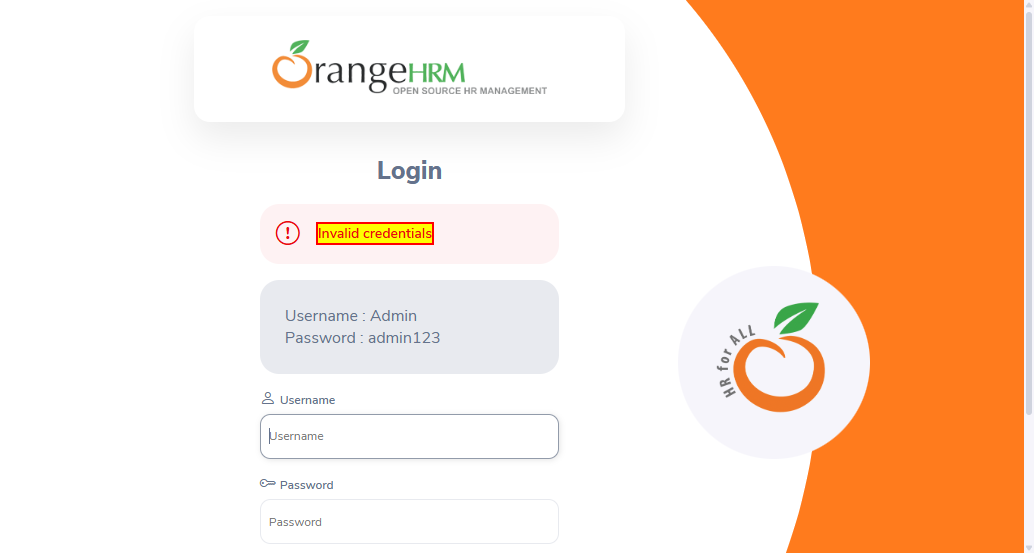 OrangeHRM
OPEN SOURCE HR MANAGEMENT
Login
Invalid credentials
Username : Admin
Password : admin123
Username
Username
Password
Password
HR for ALL